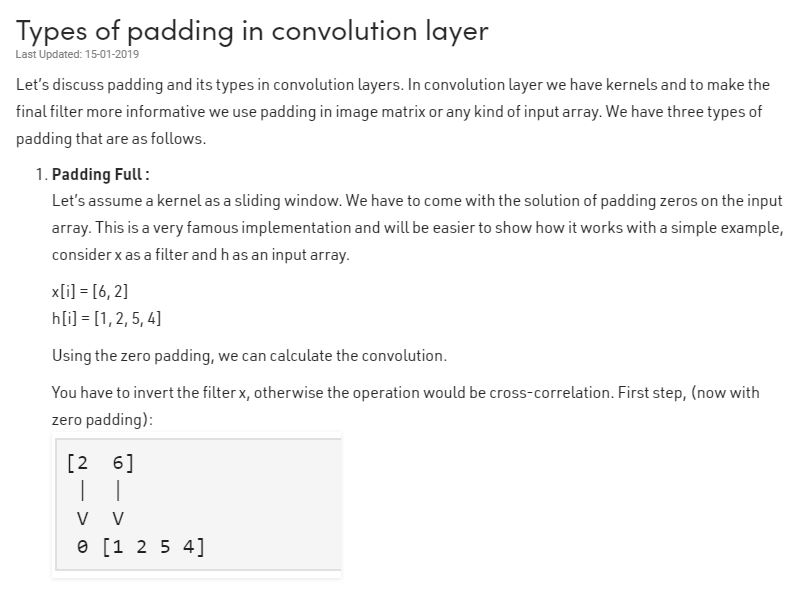 Types of padding in convolution layer
Last Updated: 15-01-2019
Let's discuss padding and its types in convolution layers. In convolution layer we have kernels and to make the
final filter more informative we use padding in image matrix or any kind of input array. We have three types of
padding that are as follows.
1. Padding Full :
Let's assume a kernel as a sliding window. We have to come with the solution of padding zeros on the input
array. This is a very famous implementation and will be easier to show how it works with a simple example,
consider x as a filter and h as an input array.
x[i] = [6, 2]
h[i] = [1, 2, 5, 4]
Using the zero padding, we can calculate the convolution.
You have to invert the filter x, otherwise the operation would be cross-correlation. First step, (now with
zero padding):
[2  6]
 |  |
 V  V
 0 [1 2 5 4]